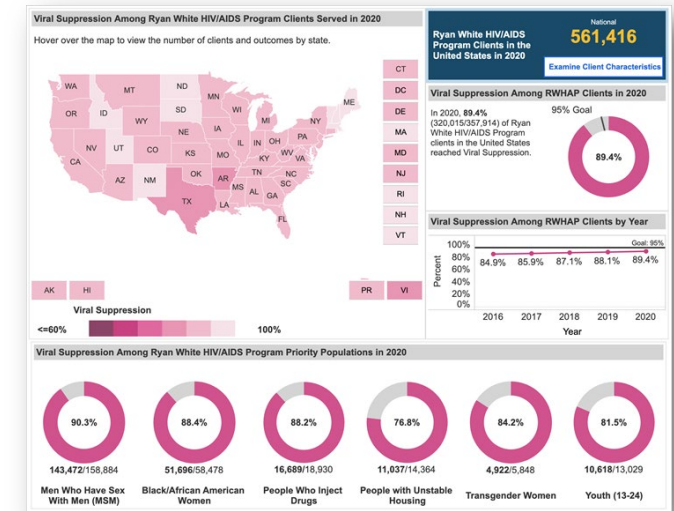 Viral Suppression Among Ryan White HIV/AIDS Program Clients Served in 2020
Hover over the map to view the number of clients and outcomes by state.
WA
MT
ND
MN
ME
OR
ID
SD
WI
MI
NY
WY
IA
PA
NE
NV
UT
CO
IL
IN
OH
KS
MO
WV
VA
CA
KY
OK
AR
TN
NC
AZ
NM
SC
MS
AL
GA
TX
LA
FL
CT
DC
DE
MA
MD
NJ
RI
NH
VT
AK
HI
PR
VI
Viral Suppression
<=60%
100%
Ryan White HIV/AIDS
Program Clients in the
United States in 2020
National
561,416
Examine Client Characteristics
Viral Suppression Among RWHAP Clients in 2020
In 2020, 89.4%
(320,015/357,914) of Ryan
White HIV/AIDS Program
clients in the United States
reached Viral Suppression.
95% Goal
89.4%
Viral Suppression Among RWHAP Clients by Year
Goal: 95%
Percent
100%
80%
60%
40%
20%
0%
84.9%
85.9%
87.1%
88.1%
89.4%
2016
2017
2018
2019
2020
Year
Viral Suppression Among Ryan White HIV/AIDS Program Priority Populations in 2020
90.3%
143,472/158,884
Men Who Have Sex
With Men (MSM)
88.4%
51,696/58,478
Black/African American
Women
88.2%
16,689/18,930
People Who Inject
Drugs
76.8%
11,037/14,364
People with Unstable
Housing
84.2%
4,922/5,848
Transgender Women
81.5%
10,618/13,029
Youth (13-24)